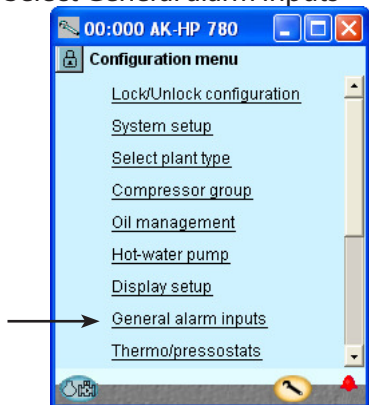 Select General alarm inputs
00:000 AK-HP 780
Configuration menu
Lock/Unlock configuration
System setup
Select plant type
Compressor group
Oil management
Hot-water pump
Display setup
General alarm inputs
Thermo/pressostats